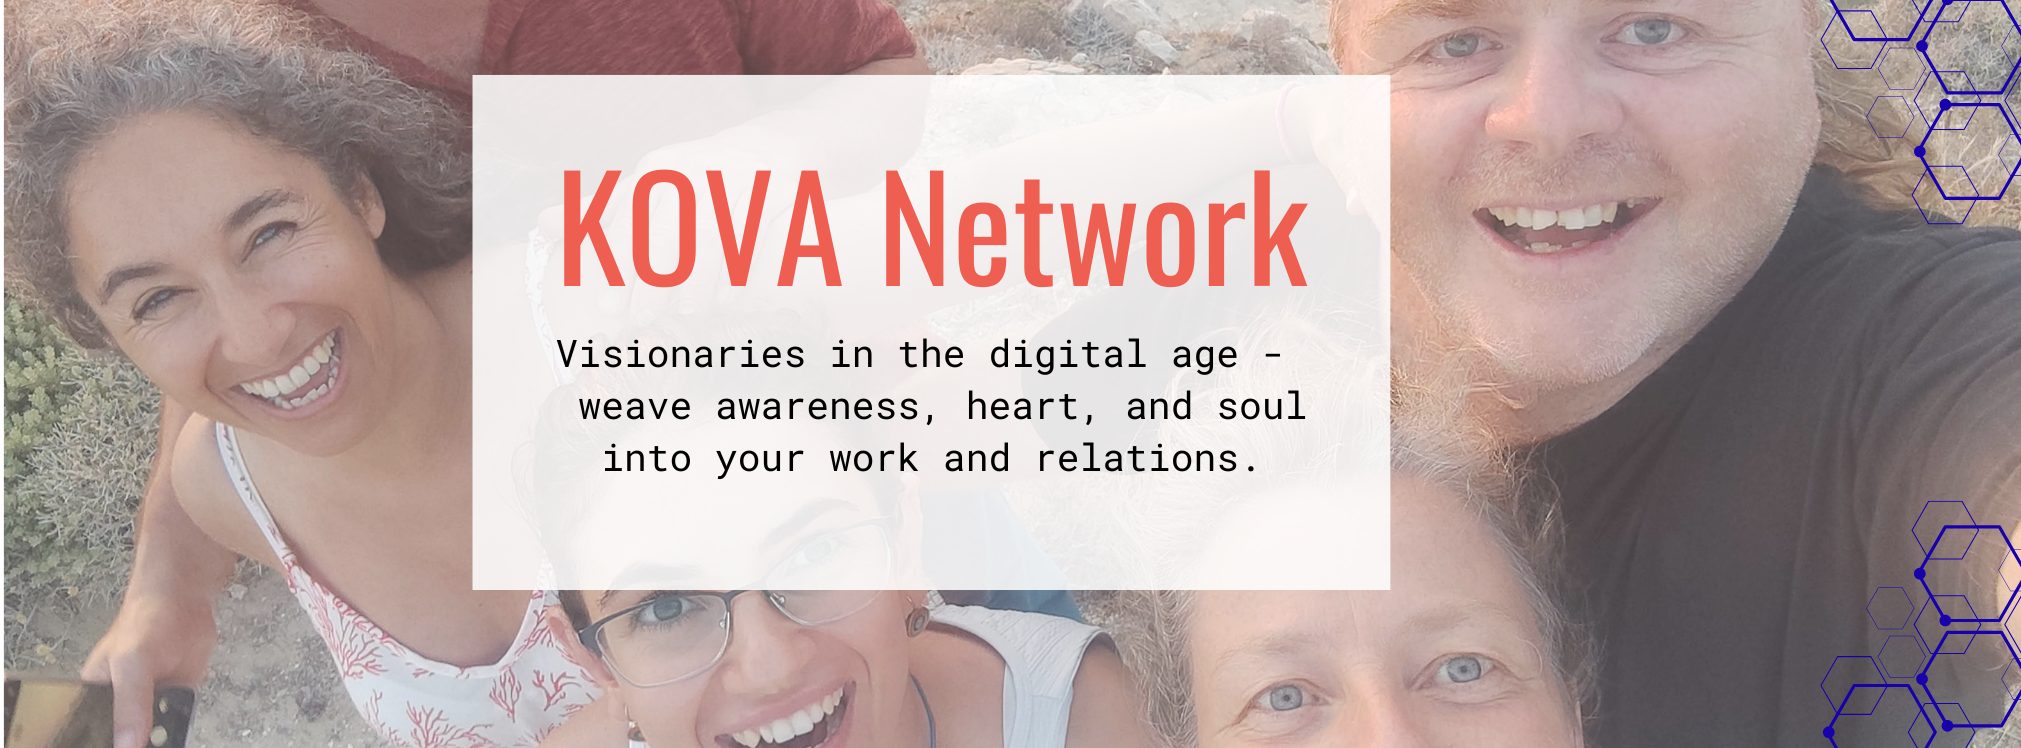 KOVA Network
Visionaries in the digital age -
weave awareness, heart, and soul
into your work and relations.